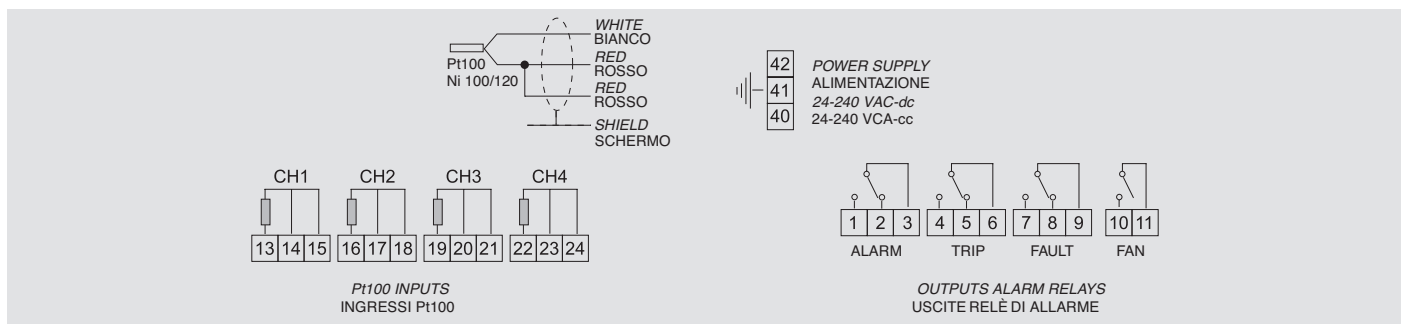 WHITE
BIANCO
Pt100
Ni 100/120
RED
ROSSO
RED
ROSSO
SHIELD
SCHERMO
42
41
40
POWER SUPPLY
ALIMENTAZIONE
24-240 VAC-dc
24-240 VCA-cc
CH1 CH2 CH3 CH4
13 14 15 16 17 18 19 20 21 22 23 24
Pt100 INPUTS
INGRESSI Pt100
1 2 3 4 5 6 7 8 9 10 11
ALARM TRIP FAULT FAN
OUTPUTS ALARM RELAYS
USCITE RELÈ DI ALLARME